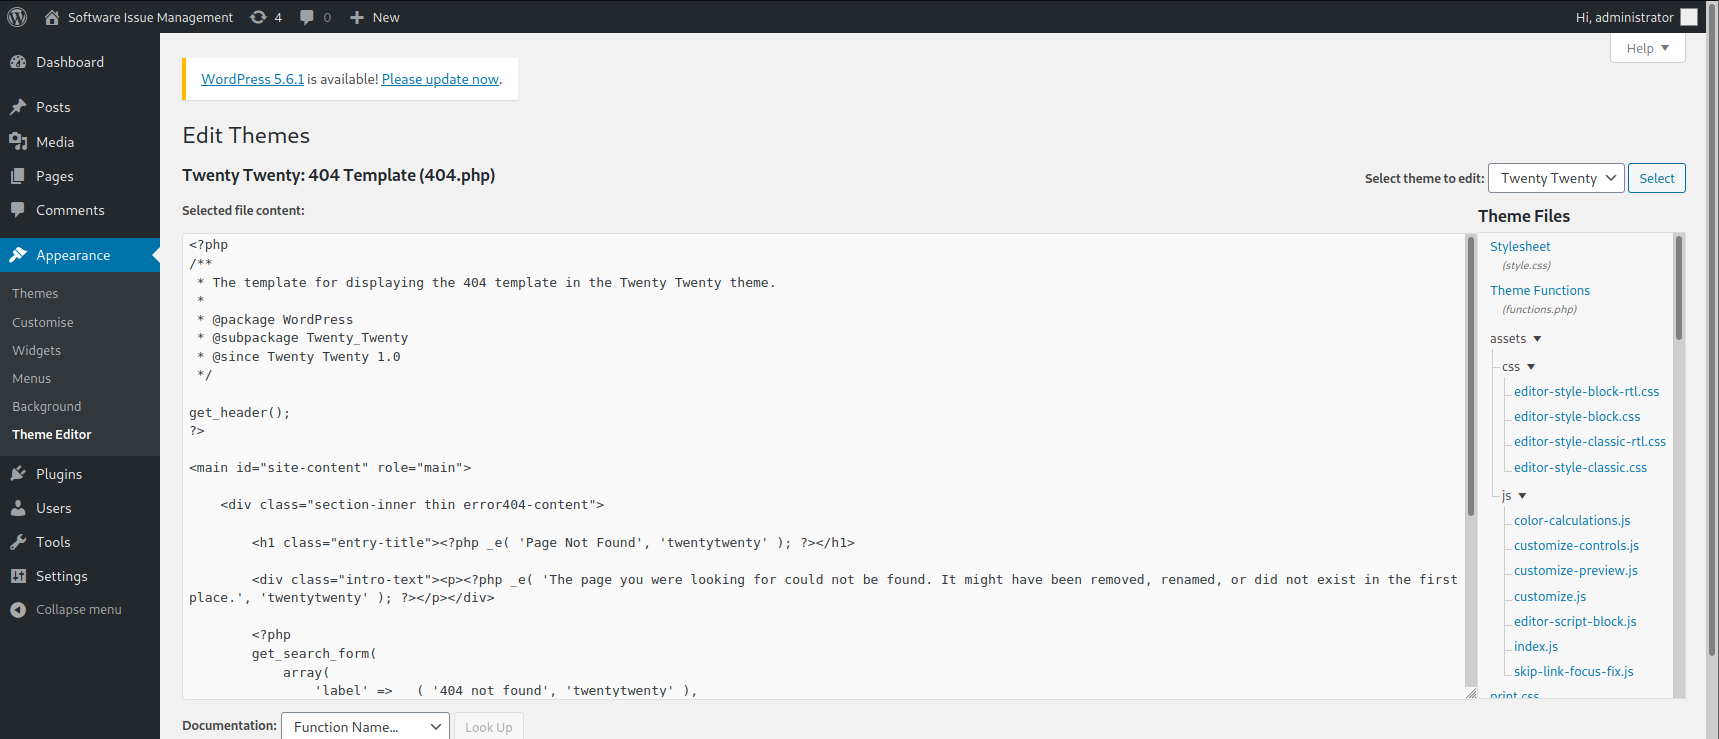 Software Issue Management 4 0 New Hi, administrator
Help
Dashboard
Posts
Media
Pages
Comments
Appearance
Themes
Customise
Widgets
Menus
Background
Theme Editor
Plugins
Users
Tools
Settings
Collapse menu
WordPress 5.6.1 is available! Please update now.
Edit Themes
Twenty Twenty: 404 Template (404.php)
Select theme to edit: Twenty Twenty Select
Selected file content:
<?php
/**
 * The template for displaying the 404 template in the Twenty Twenty theme.
 *
 * @package WordPress
 * @subpackage Twenty_Twenty
 * @since Twenty Twenty 1.0
 */
get_header();
?>
<main id="site-content" role="main">
<div class="section-inner thin error404-content">
<h1 class="entry-title"><?php _e( 'Page Not Found', 'twentytwenty' ); ?></h1>
<div class="intro-text"><p><?php _e( 'The page you were looking for could not be found. It might have been removed, renamed, or did not exist in the first
place.', 'twentytwenty' ); ?></p></div>
<?php
get_search_form(
array(
'label' => ( '404 not found', 'twentytwenty' ),
Theme Files
Stylesheet
(style.css)
Theme Functions
(functions.php)
assets
css
editor-style-block-rtl.css
editor-style-block.css
editor-style-classic-rtl.css
editor-style-classic.css
js
color-calculations.js
customize-controls.js
customize-preview.js
customize.js
editor-script-block.js
index.js
skip-link-focus-fix.js
print.css
Documentation: Function Name... Look Up